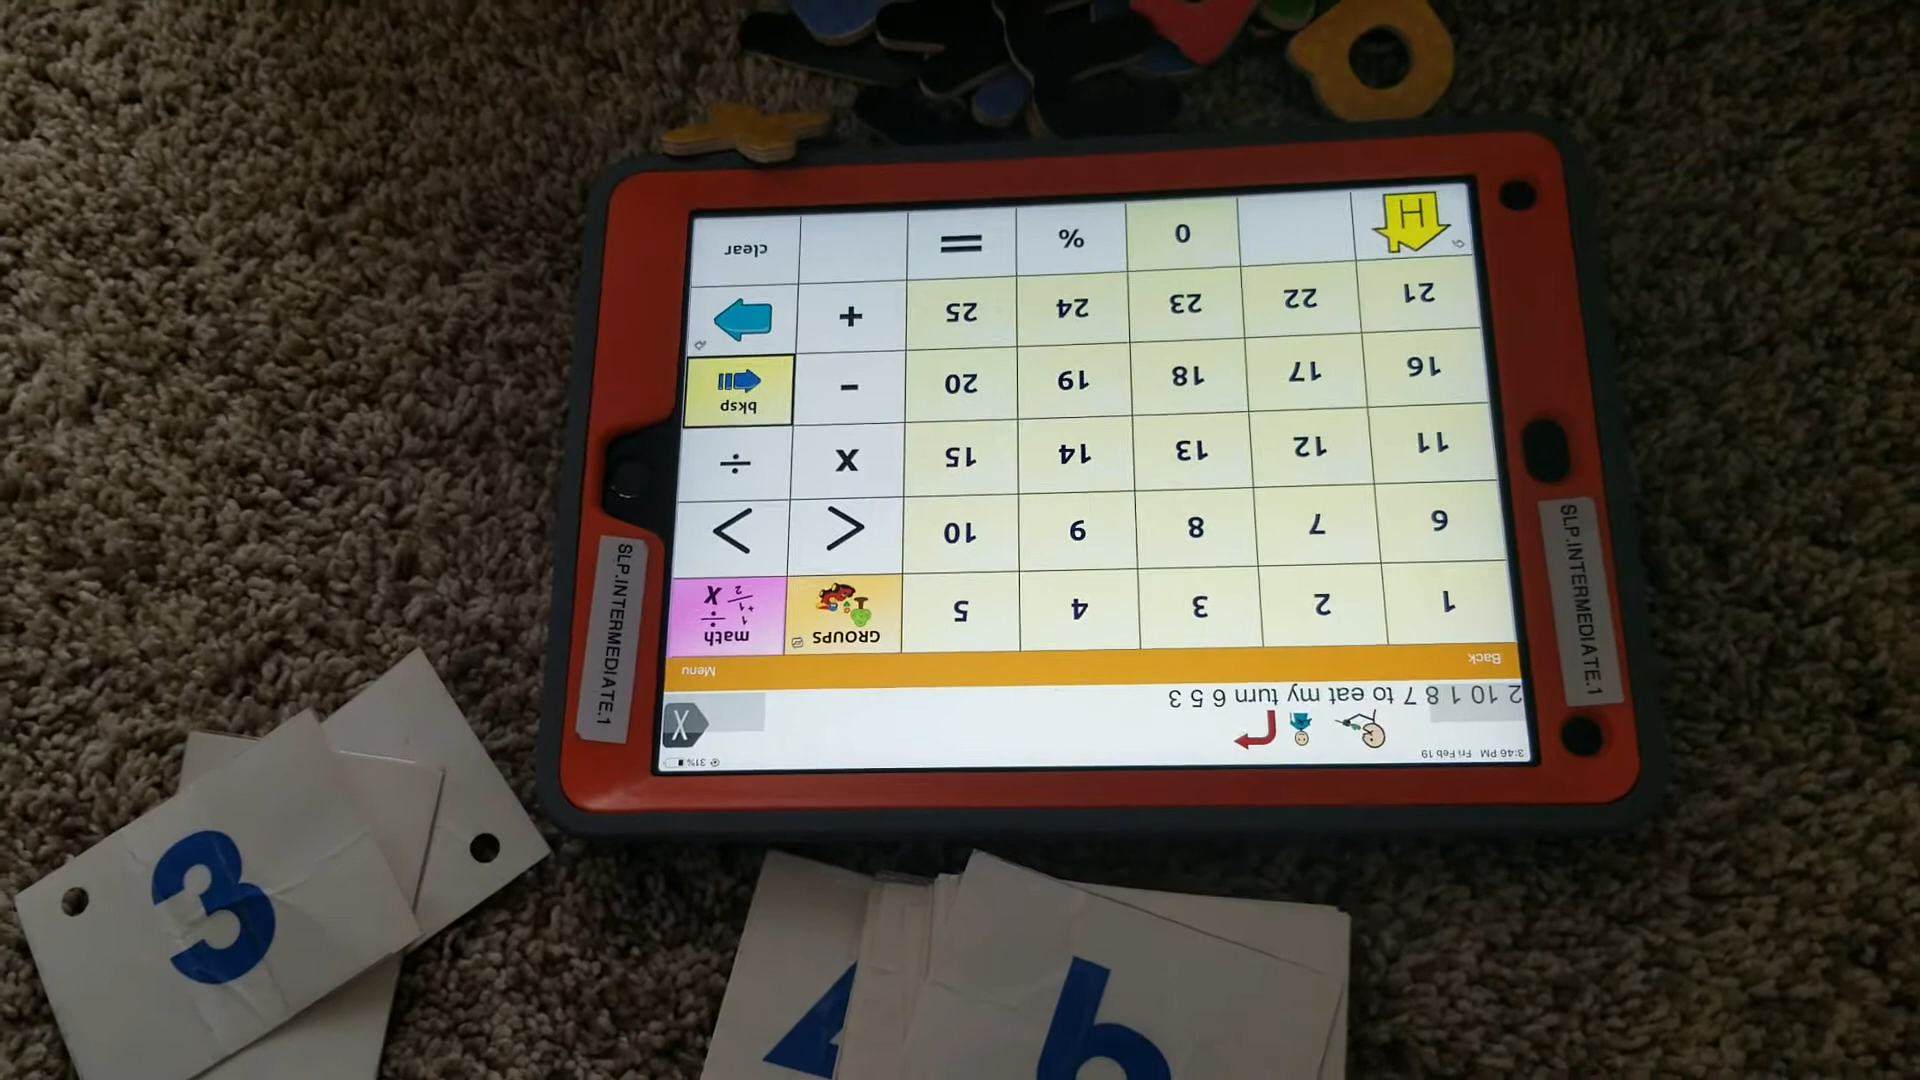 3:46 PM Fri Feb 19 31%
2 10 1 8 7 to eat my turn 6 5 3
X
Back Menu
1 2 3 4 5 GROUPS math
6 7 8 9 10 < >
11 12 13 14 15 x ÷
16 17 18 19 20 - bksp
21 22 23 24 25 +
H 0 % = clear
SLP.INTERMEDIATE.1
SLP.INTERMEDIATE.1
3
4
6